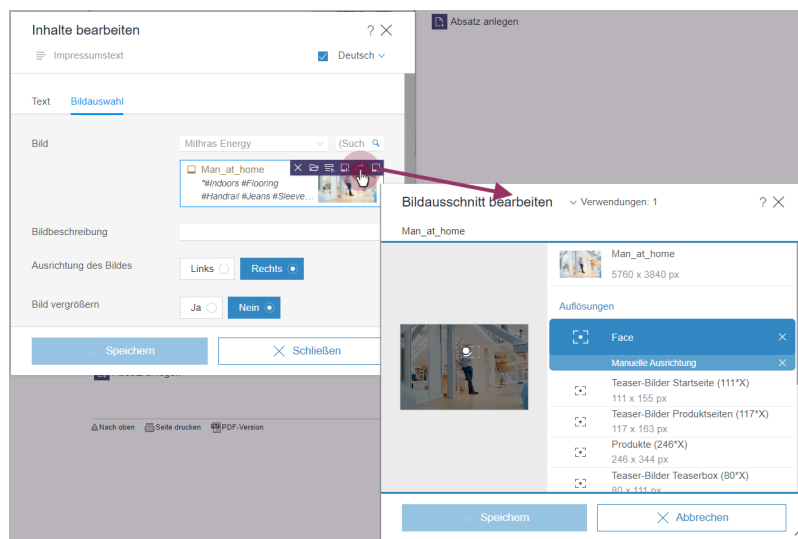 Inhalte bearbeiten
?
Impressumstext
Deutsch
Text
Bildauswahl
Bild
Mithras Energy
(Such
Man_at_home
"#Indoors #Flooring
#Handrail #Jeans #Sleeve...
Bildbeschreibung
Ausrichtung des Bildes
Links
Rechts
Bild vergrößern
Ja
Nein
Speichern
Schließen
Absatz anlegen
Absatz anlegen
Nach oben
Seite drucken
PDF-Version
Bildausschnitt bearbeiten
Verwendungen: 1
?
Man_at_home
Man_at_home
5760 x 3840 px
Auflösungen
Face
Manuelle Ausrichtung
Teaser-Bilder Startseite (111*X)
111 x 155 px
Teaser-Bilder Produktseiten (117*X)
117 x 163 px
Produkte (246*X)
246 x 344 px
Teaser-Bilder Teaserbox (80*X)
80 x 111 px
Speichern
Abbrechen